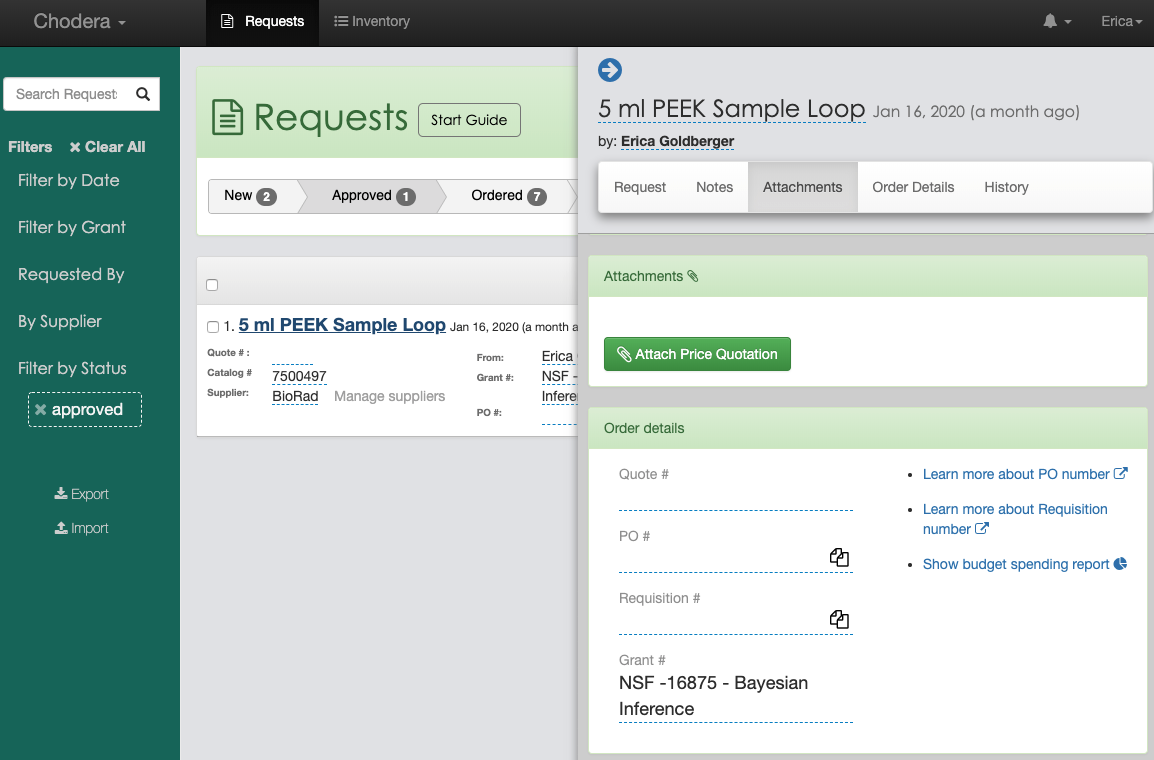 Chodera
Requests
Inventory
Erica
Search Request
Filters
Clear All
Filter by Date
Filter by Grant
Requested By
By Supplier
Filter by Status
approved
Export
Import
Requests
Start Guide
New 2
Approved 1
Ordered 7
1. 5 ml PEEK Sample Loop Jan 16, 2020 (a month a
Quote # :
Catalog # 7500497
Supplier: BioRad Manage suppliers
From: Erica
Grant #: NSF -
Infere
PO #:
5 ml PEEK Sample Loop Jan 16, 2020 (a month ago)
by: Erica Goldberger
Request Notes Attachments Order Details History
Attachments
Attach Price Quotation
Order details
Quote #
PO #
Requisition #
Grant #
NSF -16875 - Bayesian
Inference
Learn more about PO number
Learn more about Requisition
number
Show budget spending report